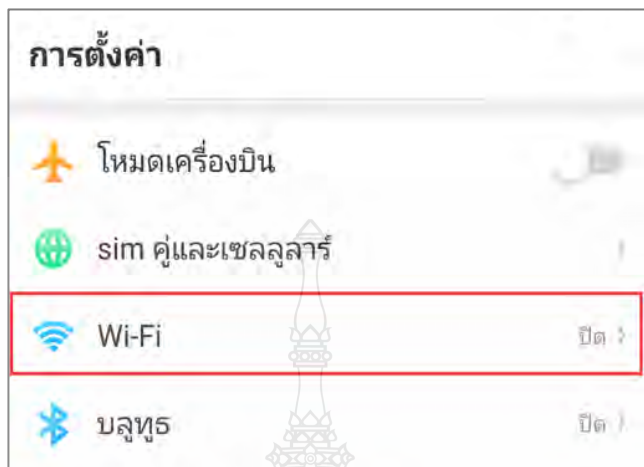 การตั้งค่า
โหมดเครื่องบิน
sim คู่และเซลลูลาร์
Wi-Fi ปิด
บลูทูธ ปิด